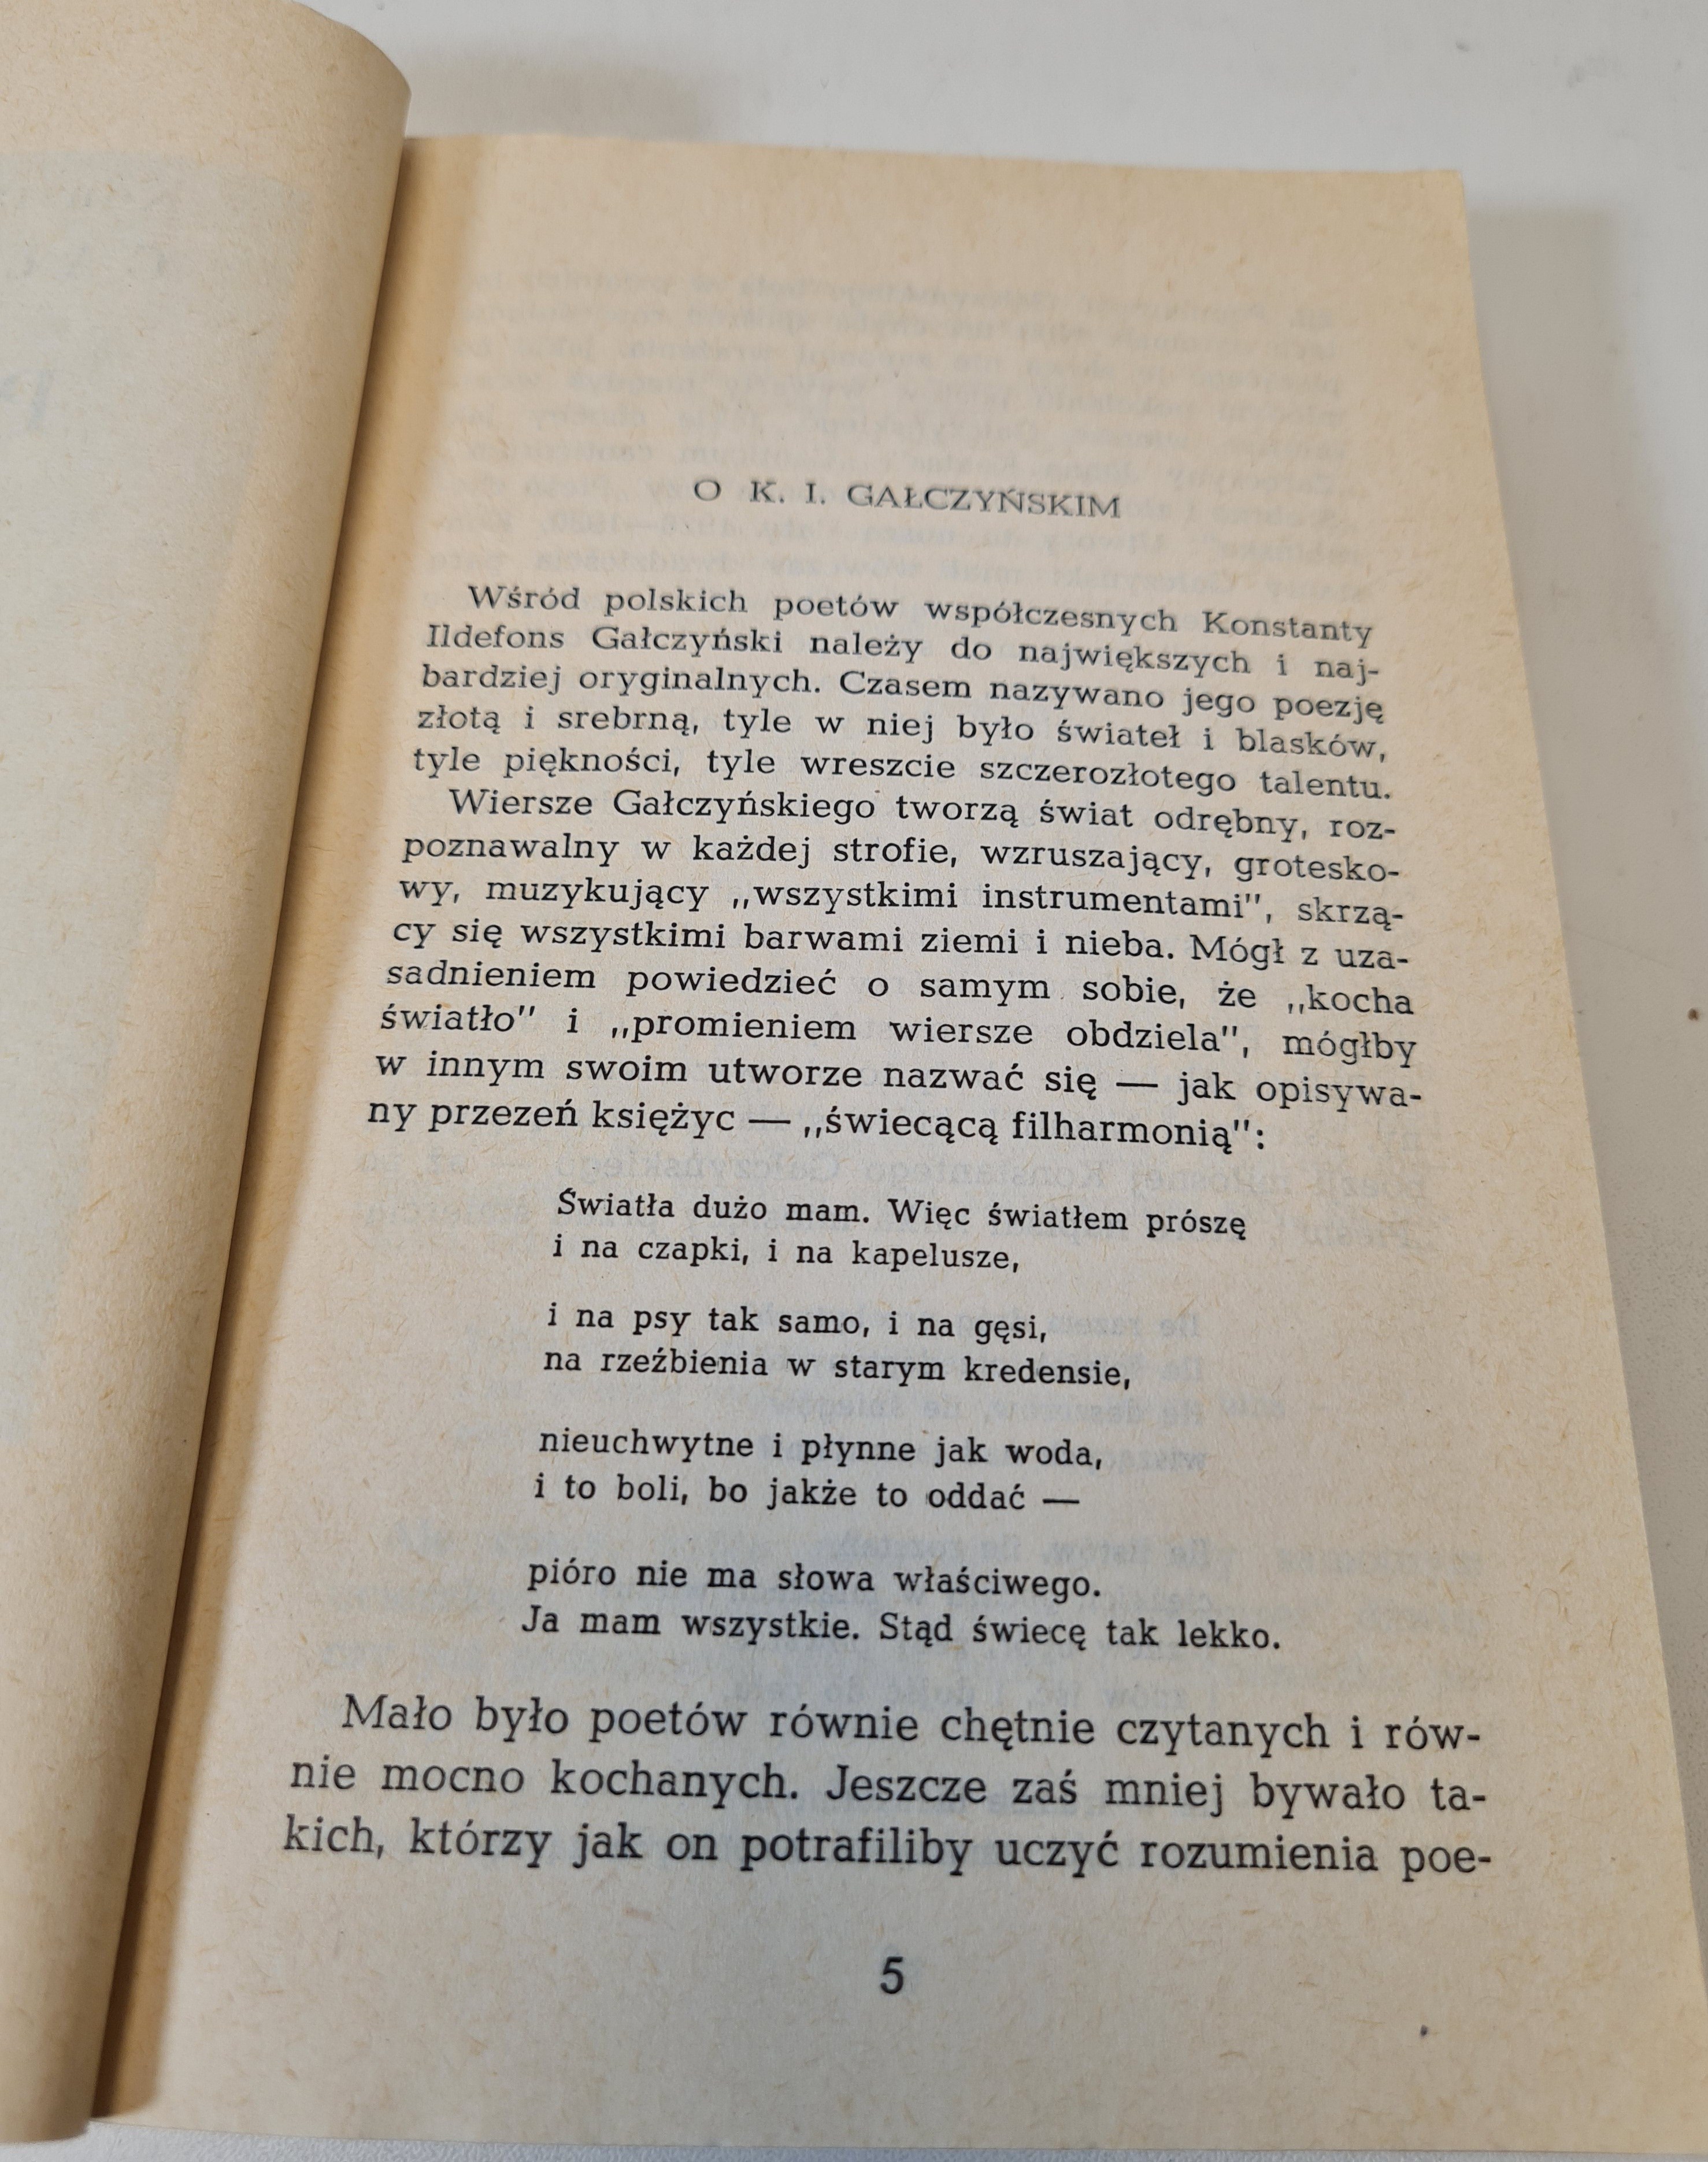 O K. I. GAŁCZYŃSKIM
Wśród polskich poetów współczesnych Konstanty
Ildefons Gałczyński należy do największych i naj-
bardziej oryginalnych. Czasem nazywano jego poezję
złotą i srebrną, tyle w niej było świateł i blasków,
tyle piękności, tyle wreszcie szczerozłotego talentu.
Wiersze Gałczyńskiego tworzą świat odrębny, roz-
poznawalny w każdej strofie, wzruszający, grotesko-
wy, muzykujący „wszystkimi instrumentami", skrzą-
cy się wszystkimi barwami ziemi i nieba. Mógł z uza-
sadnieniem powiedzieć o samym sobie, że „kocha
światło" i „promieniem wiersze obdziela", mógłby
w innym swoim utworze nazwać się — jak opisywa-
ny przezeń księżyc — „świecącą filharmonią":
Światła dużo mam. Więc światłem prószę
i na czapki, i na kapelusze,
i na psy tak samo, i na gęsi,
na rzeźbienia w starym kredensie,
nieuchwytne i płynne jak woda,
i to boli, bo jakże to oddać —
pióro nie ma słowa właściwego.
Ja mam wszystkie. Stąd świecę tak lekko.
Mało było poetów równie chętnie czytanych i rów-
nie mocno kochanych. Jeszcze zaś mniej bywało ta-
kich, którzy jak on potrafiliby uczyć rozumienia poe-
5